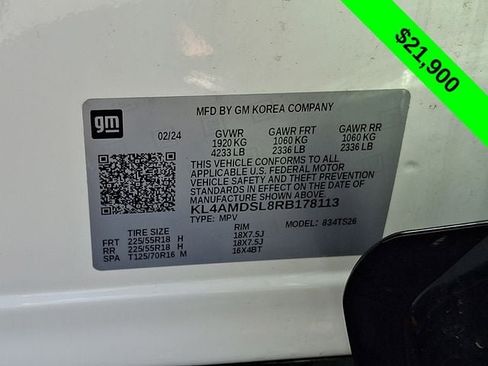 $21,900
gm
MFD BY GM KOREA COMPANY
02/24 GVWR GAWR FRT GAWR RR
1920 KG 1060 KG 1060 KG
4233 LB 2336 LB 2336 LB
THIS VEHICLE CONFORMS TO ALL
APPLICABLE U.S. FEDERAL MOTOR
VEHICLE SAFETY AND THEFT PREVENTION
STANDARDS IN EFFECT ON THE DATE OF
MANUFACTURE SHOWN ABOVE.
KL4AMDSL8RB178113
TYPE: MPV MODEL: 834TS26
TIRE SIZE RIM
FRT 225/55R18 H 18X7.5J
RR 225/55R18 H 18X7.5J
SPA T125/70R16 M 16X4BT